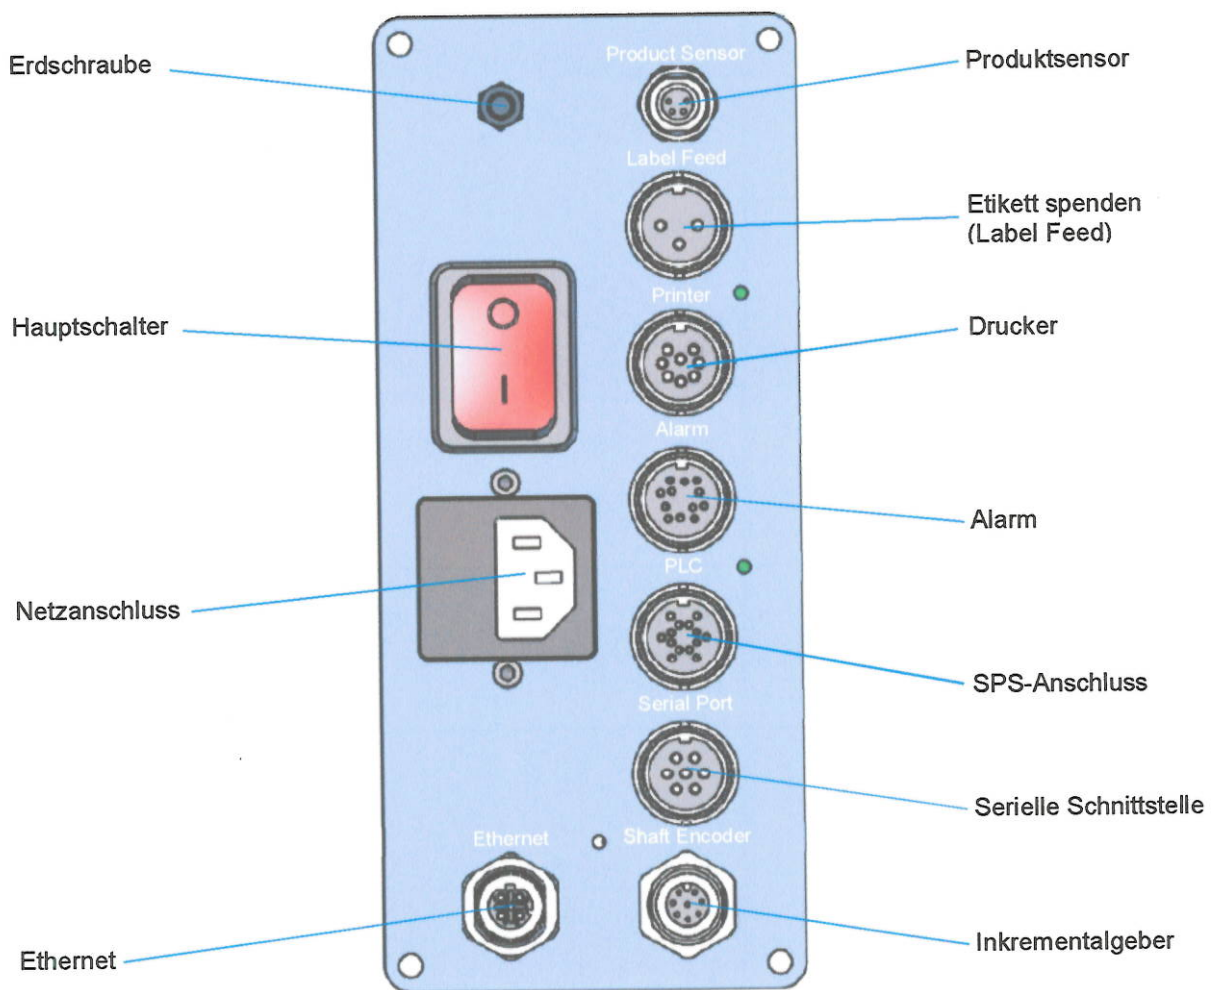 Erdschraube
Hauptschalter
Netzanschluss
Ethernet
Product Sensor
Label Feed
Printer
Alarm
PLC
Serial Port
Ethernet
Shaft Encoder
Produktsensor
Etikett spenden
(Label Feed)
Drucker
Alarm
SPS-Anschluss
Serielle Schnittstelle
Inkrementalgeber